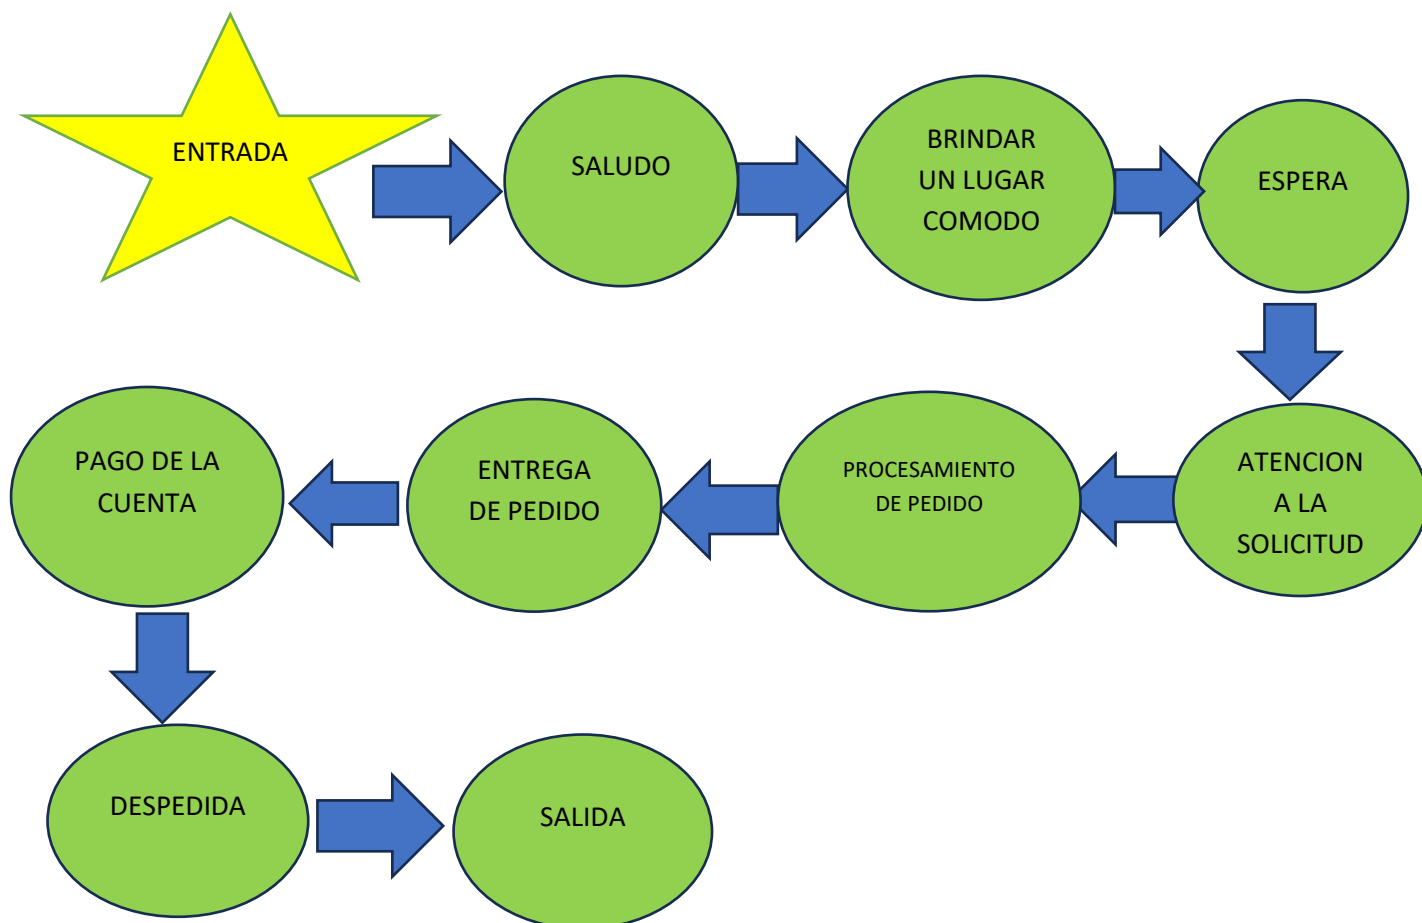 ENTRADA
SALUDO
BRINDAR
UN LUGAR
COMODO
ESPERA
ATENCION
A LA
SOLICITUD
PROCESAMIENTO
DE PEDIDO
ENTREGA
DE PEDIDO
PAGO DE LA
CUENTA
DESPEDIDA
SALIDA